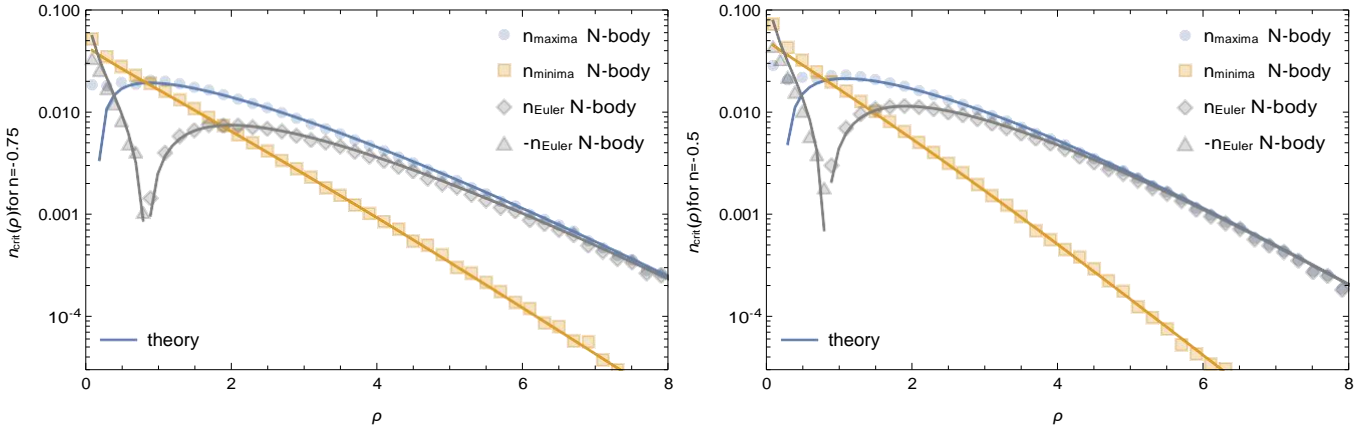 n_crit(ρ)for n=-0.75
0.100
0.010
0.001
10^-4
0
2
4
6
8
ρ
n_maxima N-body
n_minima N-body
n_Euler N-body
-n_Euler N-body
theory
n_crit(ρ)for n=-0.5
0.100
0.010
0.001
10^-4
0
2
4
6
8
ρ
n_maxima N-body
n_minima N-body
n_Euler N-body
-n_Euler N-body
theory